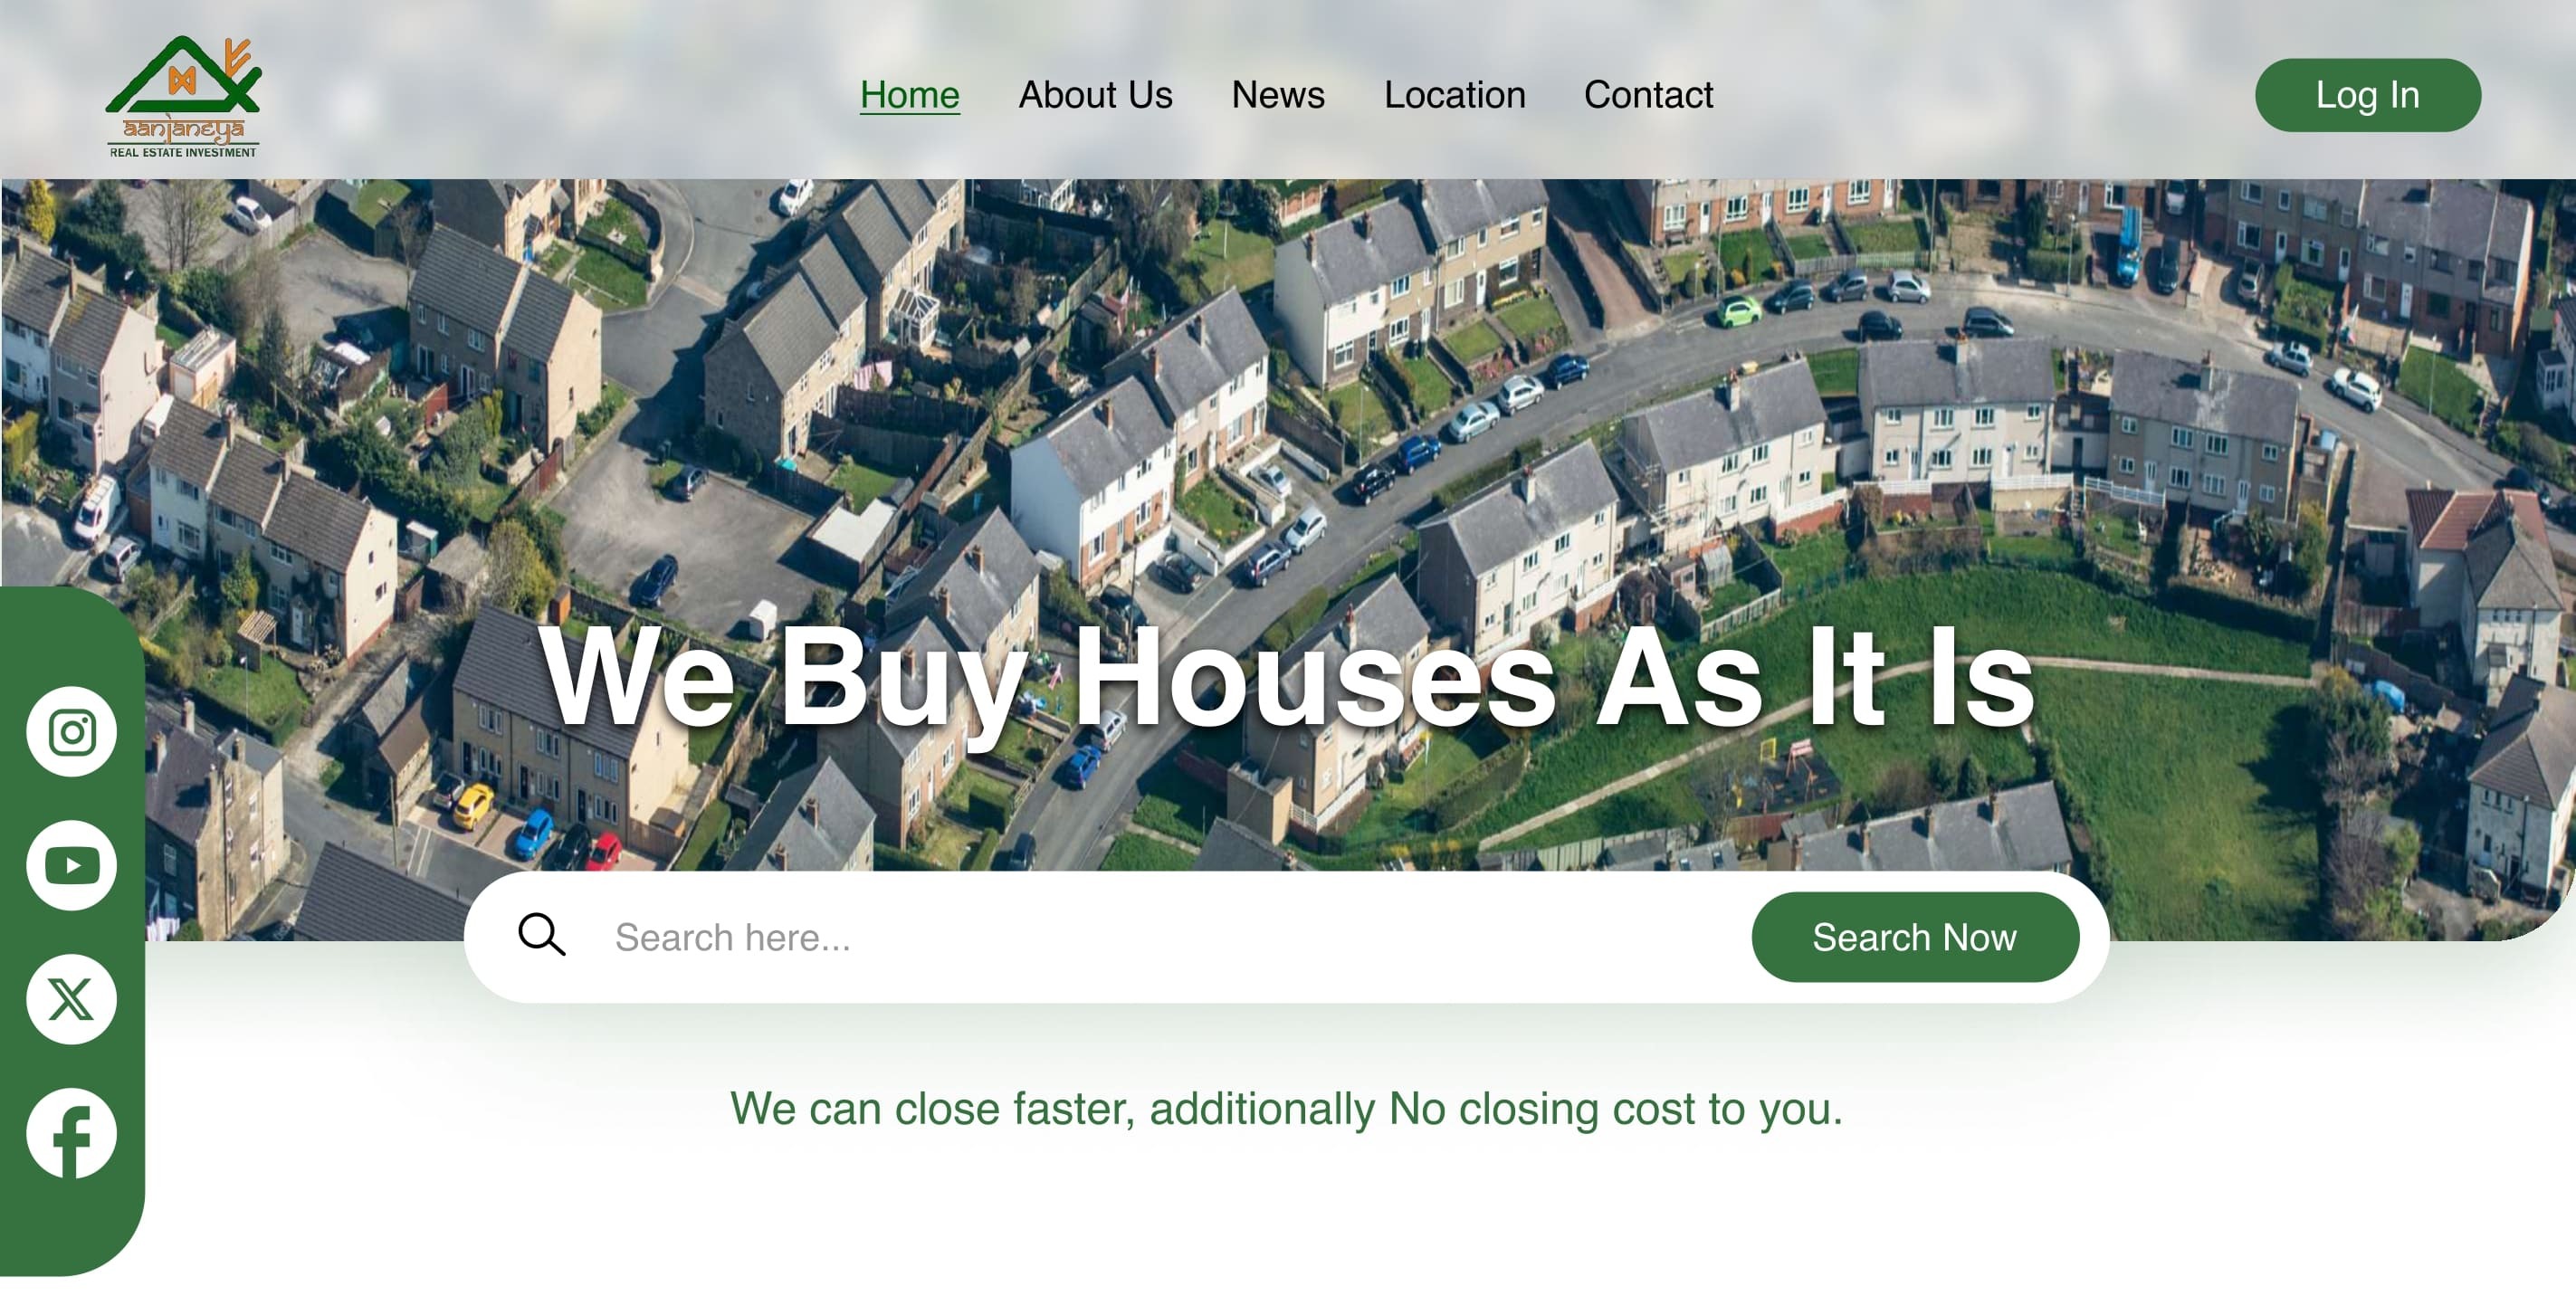 aanjaneya
REAL ESTATE INVESTMENT
Home About Us News Location Contact
Log In
We Buy Houses As It Is
Search here...
Search Now
We can close faster, additionally No closing cost to you.